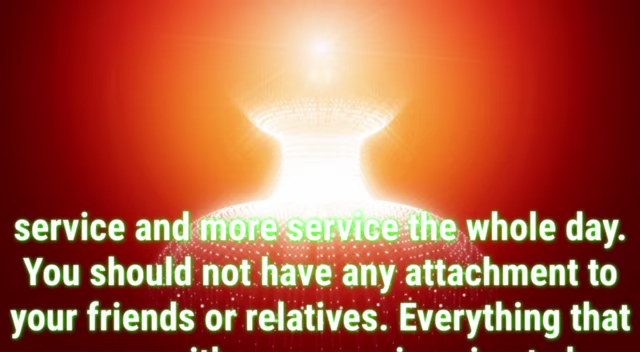 service and more service the whole day.
You should not have any attachment to
your friends or relatives. Everything that